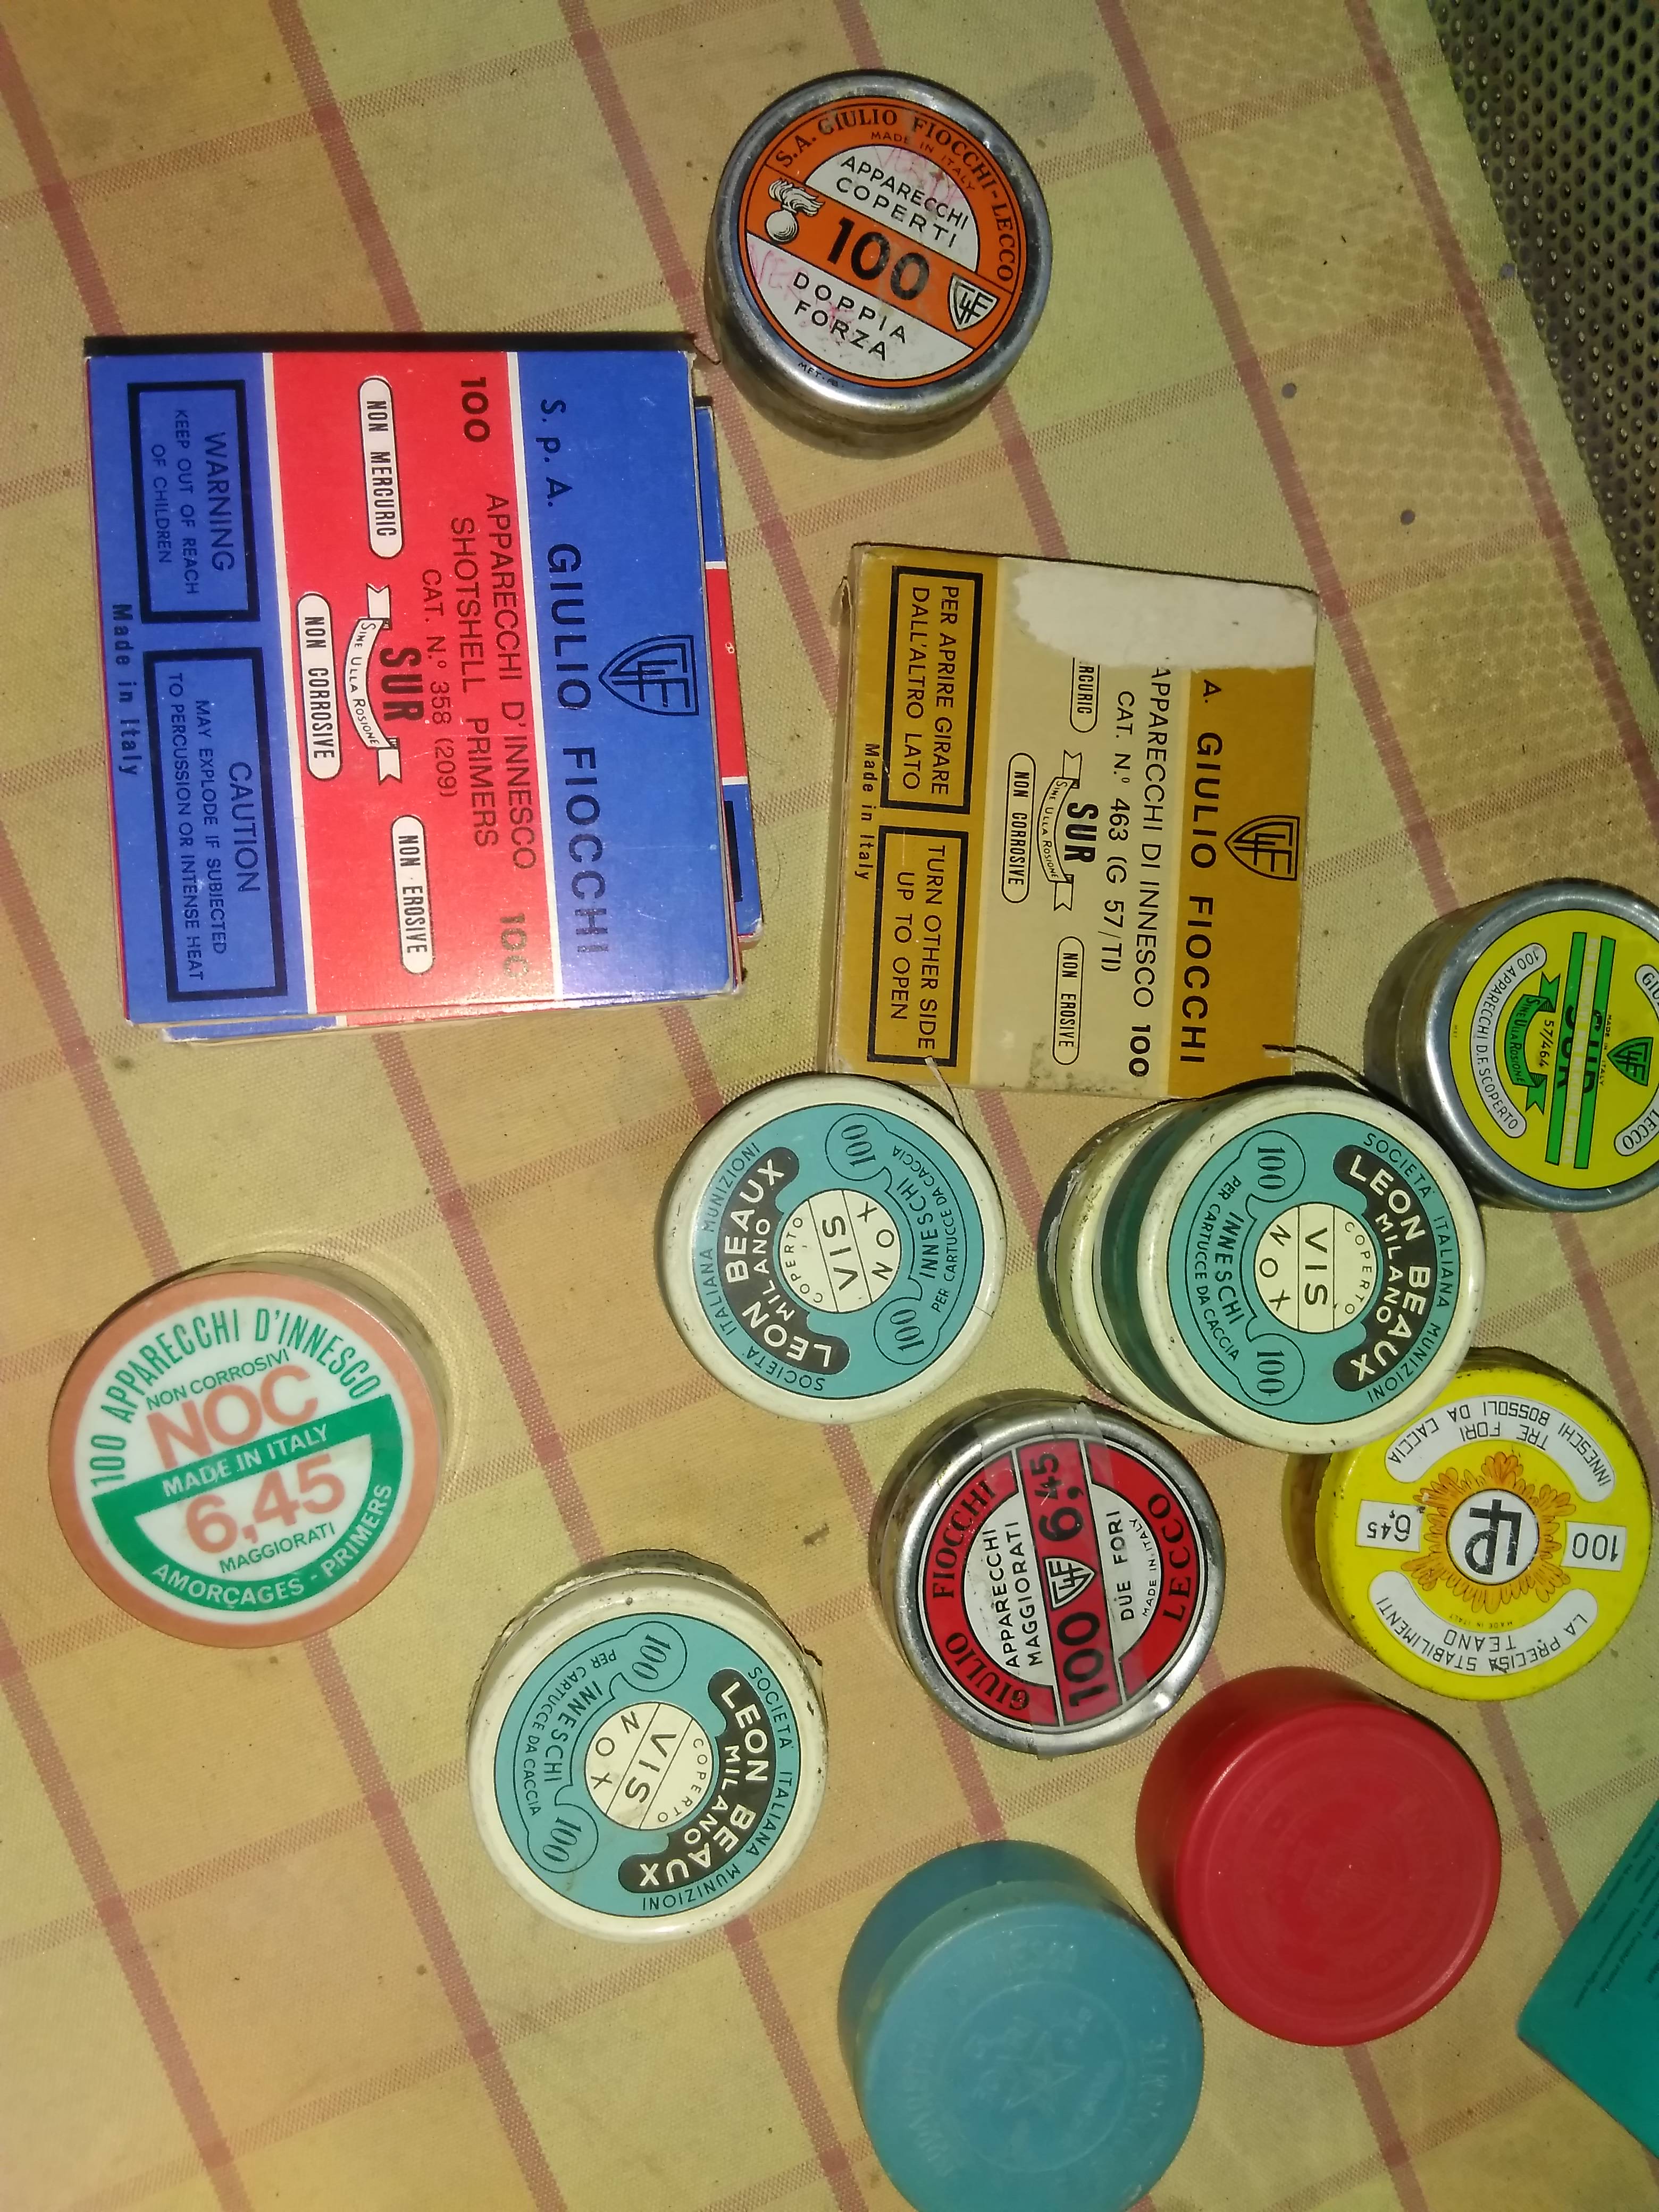 S.A. GIULIO FIOCCHI-LECCO
MADE IN ITALY
APPARECCHI
COPERTI
100
GFL
DOPPIA
FORZA
GFL
S.p.A. GIULIO FIOCCHI
APPARECCHI D'INNESCO
100 SHOTSHELL PRIMERS 100
CAT. N.° 358 (209)
NON MERCURIC
SUR
SINE ULLA ROSIONE
NON EROSIVE
NON CORROSIVE
WARNING
KEEP OUT OF REACH
OF CHILDREN
CAUTION
MAY EXPLODE IF SUBJECTED
TO PERCUSSION OR INTENSE HEAT
Made in Italy
GFL
A. GIULIO FIOCCHI
APPARECCHI DI INNESCO 100
CAT. N.° 463 (G 57/TI)
RCURIC
SUR
SINE ULLA ROSIONE
NON EROSIVE
NON CORROSIVE
PER APRIRE GIRARE
DALL'ALTRO LATO
TURN OTHER SIDE
UP TO OPEN
Made in Italy
LECCO
GFL
MADE IN ITALY
SUR
57/464
SINE ULLA ROSIONE
100 APPARECCHI D.F. SCOPERTO
SOCIETA' ITALIANA MUNIZIONI
LEON BEAUX
MILANO
COPERTO
VIS
NOX
100 100
INNESCHI
PER CARTUCCE DA CACCIA
SOCIETA' ITALIANA MUNIZIONI
LEON BEAUX
MILANO
COPERTO
VIS
NOX
100 100
INNESCHI
PER CARTUCCE DA CACCIA
100 APPARECCHI D'INNESCO
NON CORROSIVI
NOC
MADE IN ITALY
6,45
MAGGIORATI
AMORÇAGES - PRIMERS
GIULIO FIOCCHI
APPARECCHI
MAGGIORATI
100 GFL 6,45
DUE FORI
MADE IN ITALY
LECCO
LA PRECISA STABILIMENTI
TEANO
MADE IN ITALY
100
6,45
TRE FORI
INNESCHI BOSSOLI DA CACCIA
SOCIETA' ITALIANA MUNIZIONI
LEON BEAUX
MILANO
COPERTO
VIS
NOX
100 100
INNESCHI
PER CARTUCCE DA CACCIA